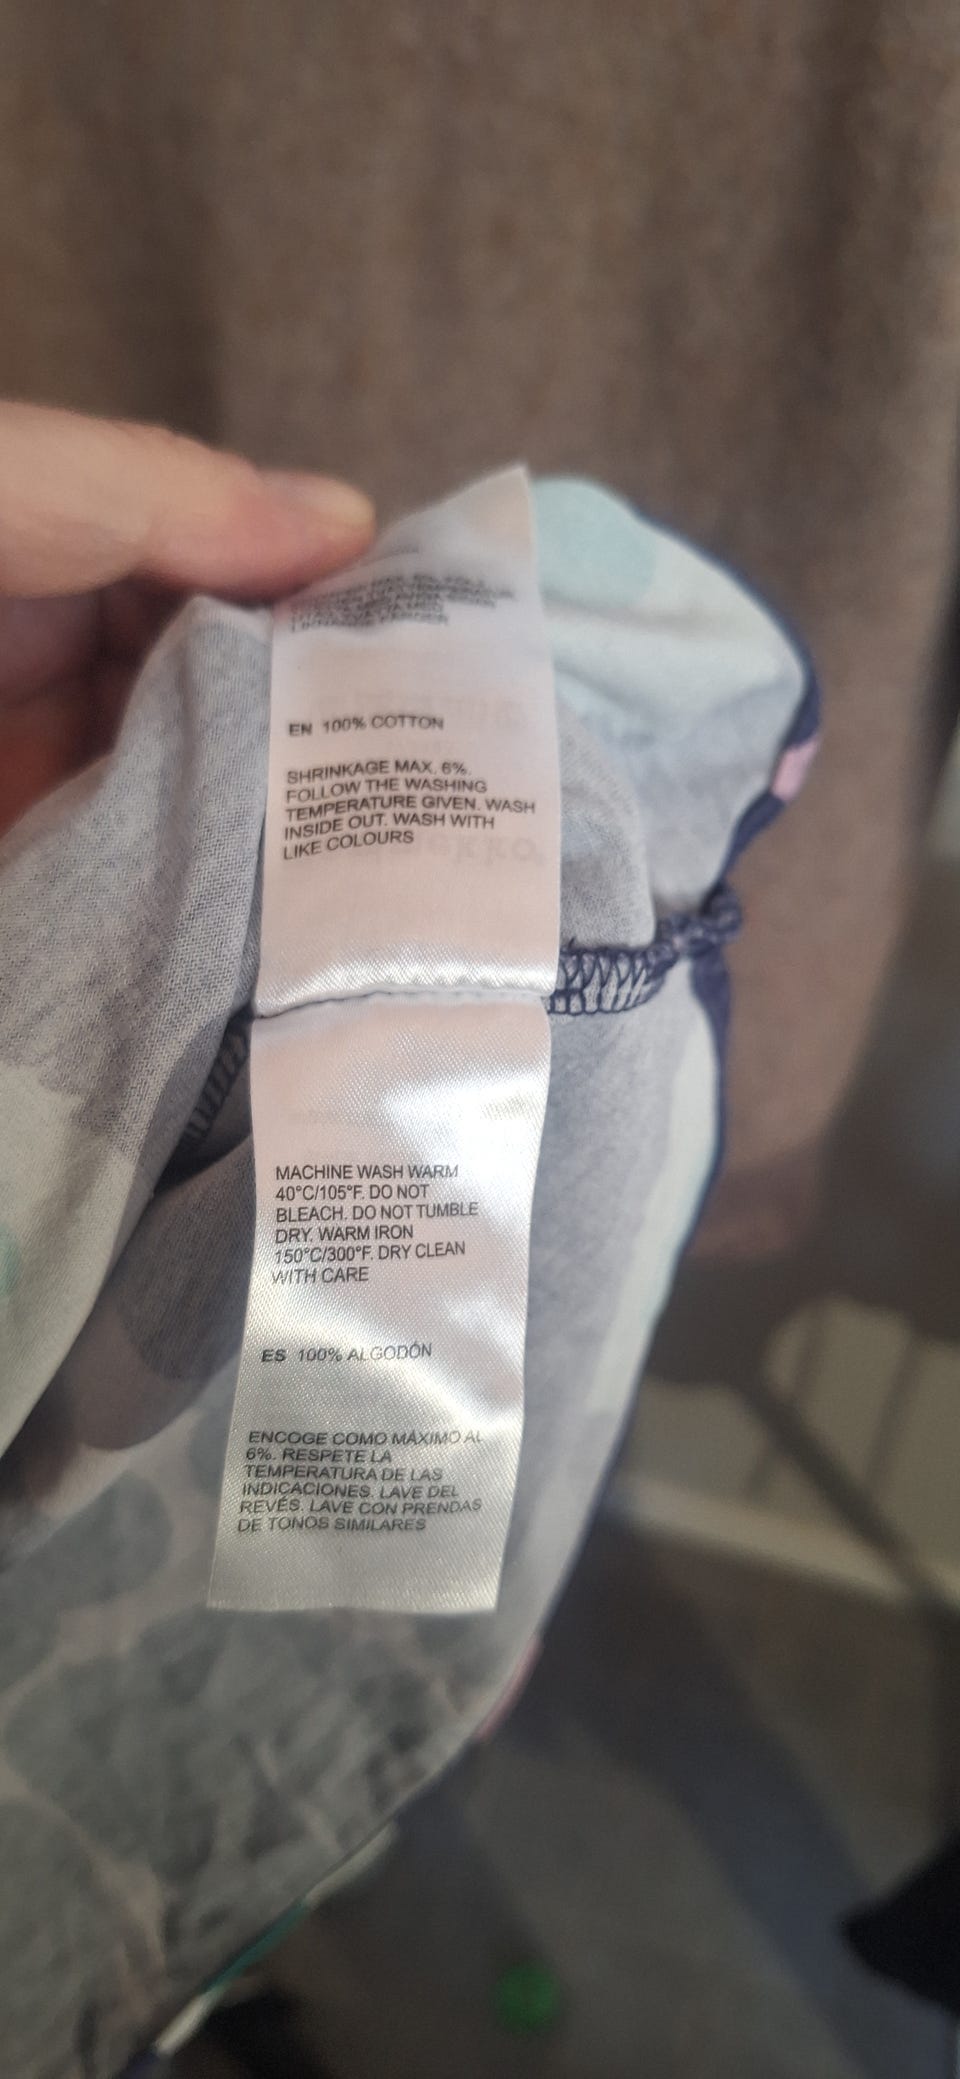 LIKNANDE FÄRGER
EN 100% COTTON
SHRINKAGE MAX. 6%.
FOLLOW THE WASHING
TEMPERATURE GIVEN. WASH
INSIDE OUT. WASH WITH
LIKE COLOURS
MACHINE WASH WARM
40°C/105°F. DO NOT
BLEACH. DO NOT TUMBLE
DRY. WARM IRON
150°C/300°F. DRY CLEAN
WITH CARE
ES 100% ALGODÓN
ENCOGE COMO MÁXIMO AL
6%. RESPETE LA
TEMPERATURA DE LAS
INDICACIONES. LAVE DEL
REVÉS. LAVE CON PRENDAS
DE TONOS SIMILARES